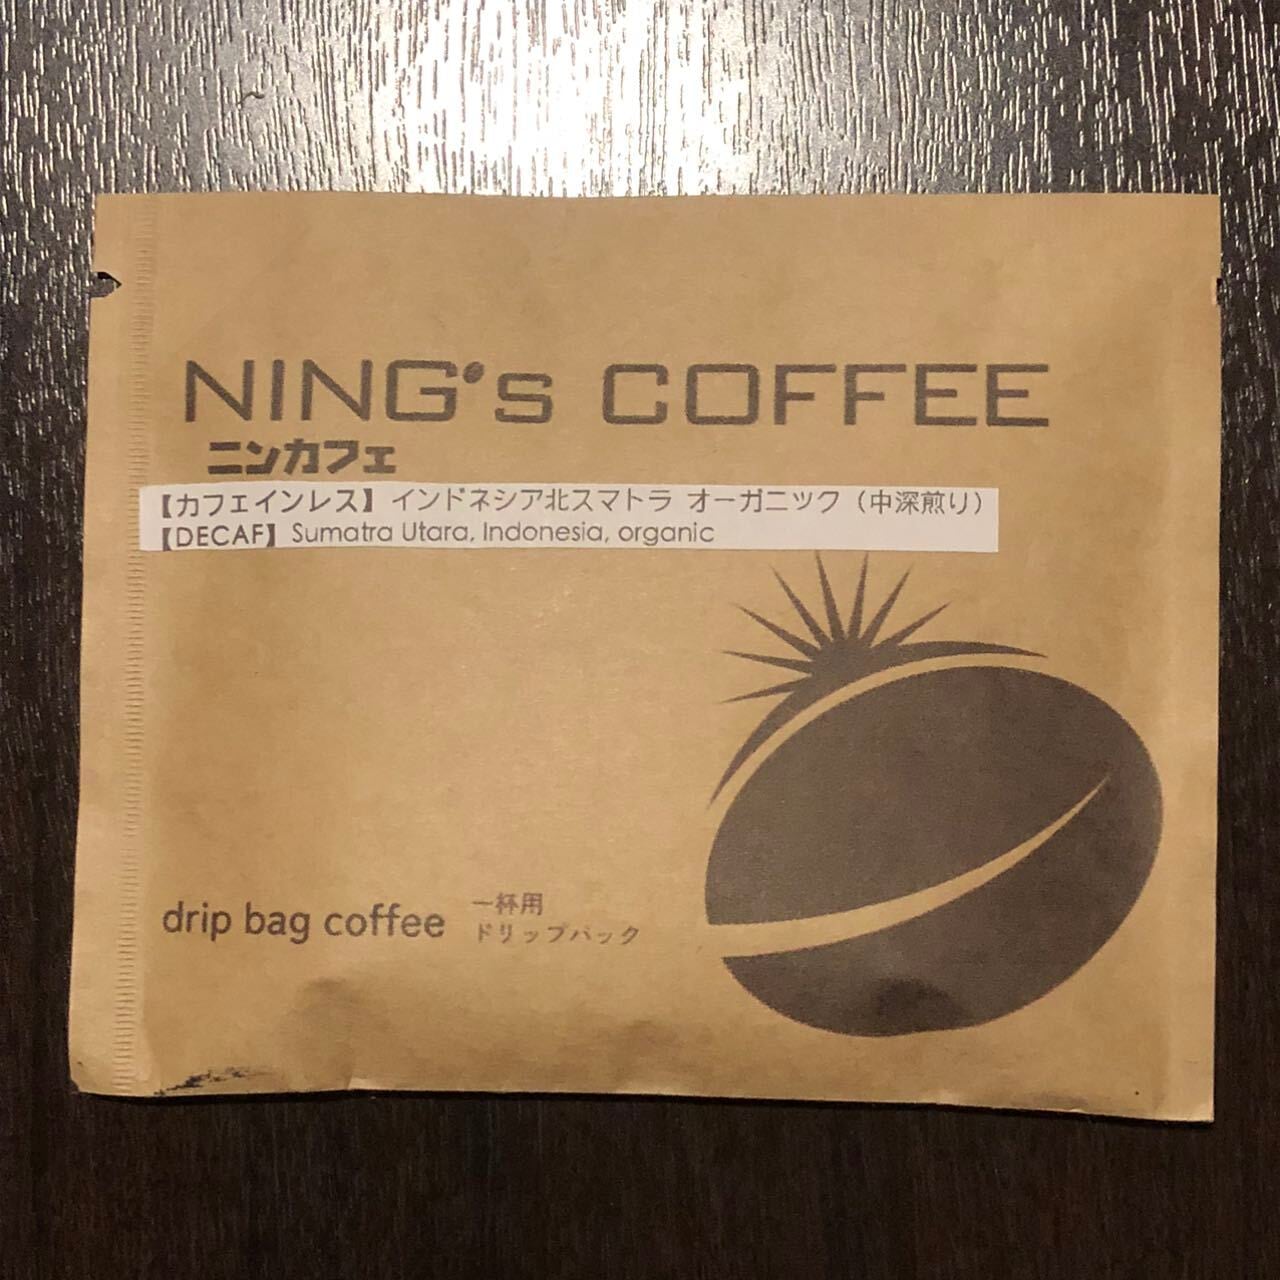 NING's COFFEE
ニンカフェ
【カフェインレス】インドネシア北スマトラ オーガニック（中深煎り）
【DECAF】Sumatra Utara, Indonesia, organic
drip bag coffee
一杯用
ドリップパック